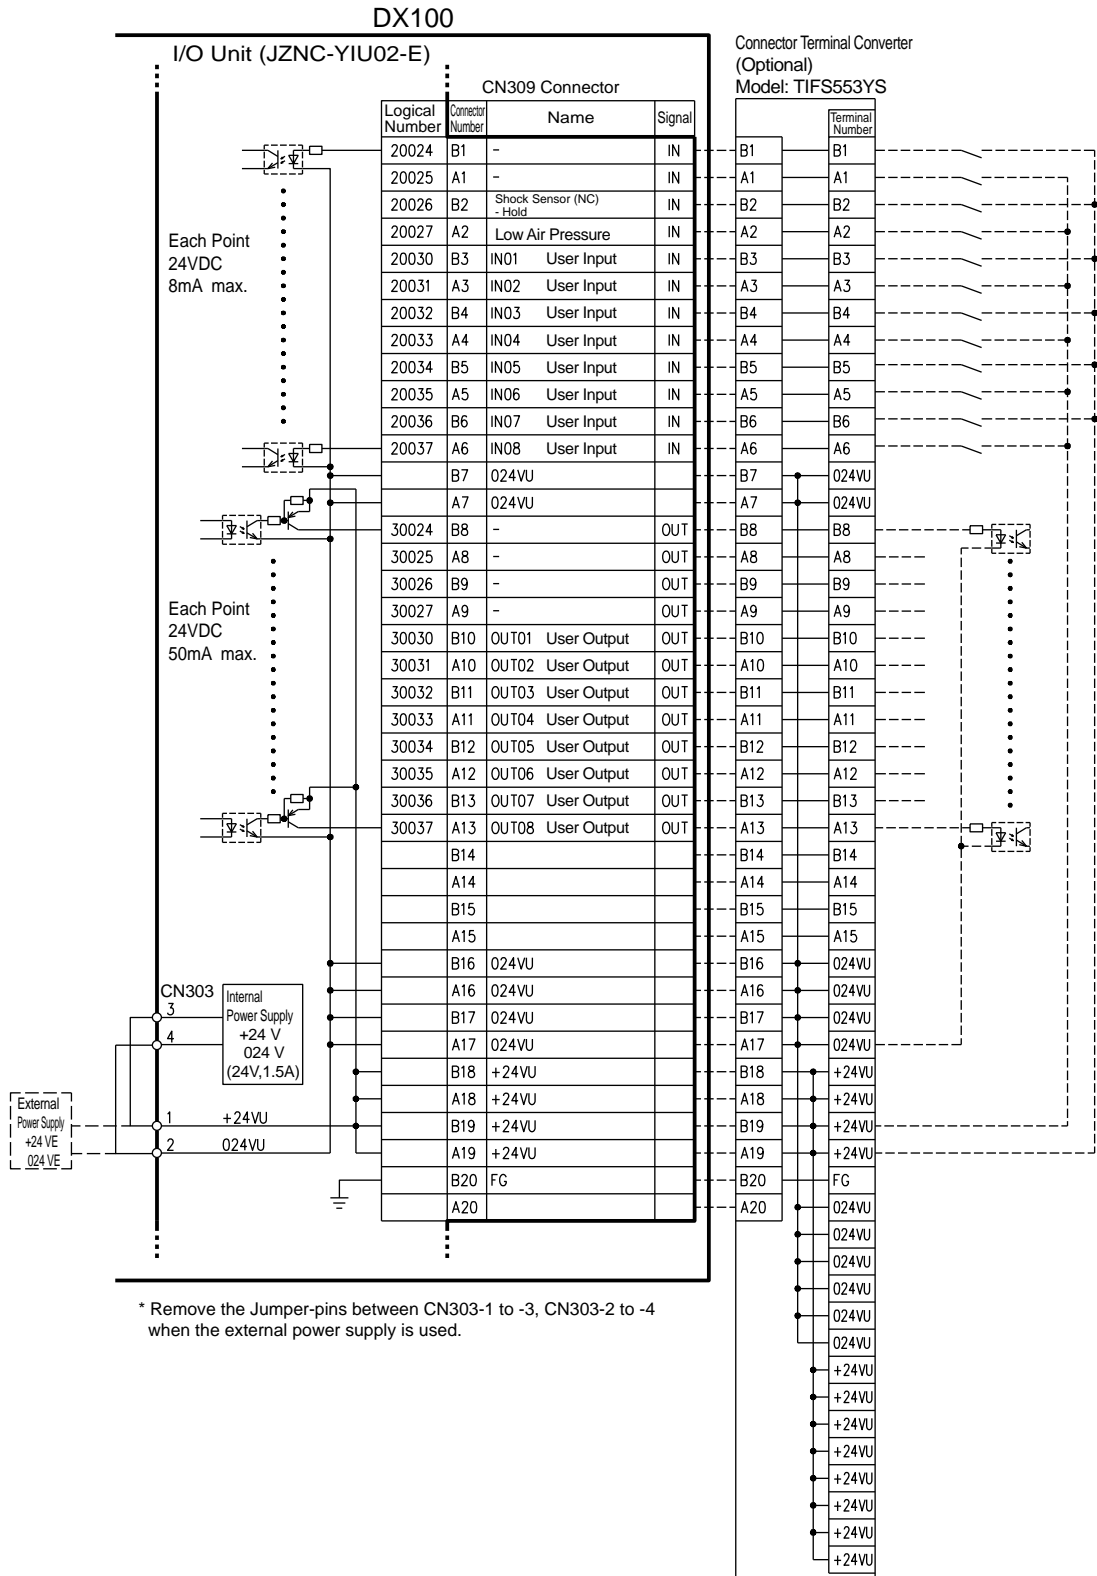 DX100
I/O Unit (JZNC-YIU02-E)
Connector Terminal Converter
(Optional)
Model: TIFS553YS
CN309 Connector
Logical Number Connector Number Name Signal Terminal Number
20024 B1 - IN B1 B1
20025 A1 - IN A1 A1
20026 B2 Shock Sensor (NC) - Hold IN B2 B2
20027 A2 Low Air Pressure IN A2 A2
20030 B3 IN01 User Input IN B3 B3
20031 A3 IN02 User Input IN A3 A3
20032 B4 IN03 User Input IN B4 B4
20033 A4 IN04 User Input IN A4 A4
20034 B5 IN05 User Input IN B5 B5
20035 A5 IN06 User Input IN A5 A5
20036 B6 IN07 User Input IN B6 B6
20037 A6 IN08 User Input IN A6 A6
B7 024VU B7 024VU
A7 024VU A7 024VU
30024 B8 - OUT B8 B8
30025 A8 - OUT A8 A8
30026 B9 - OUT B9 B9
30027 A9 - OUT A9 A9
30030 B10 OUT01 User Output OUT B10 B10
30031 A10 OUT02 User Output OUT A10 A10
30032 B11 OUT03 User Output OUT B11 B11
30033 A11 OUT04 User Output OUT A11 A11
30034 B12 OUT05 User Output OUT B12 B12
30035 A12 OUT06 User Output OUT A12 A12
30036 B13 OUT07 User Output OUT B13 B13
30037 A13 OUT08 User Output OUT A13 A13
B14 B14 B14
A14 A14 A14
B15 B15 B15
A15 A15 A15
B16 024VU B16 024VU
A16 024VU A16 024VU
B17 024VU B17 024VU
A17 024VU A17 024VU
B18 +24VU B18 +24VU
A18 +24VU A18 +24VU
B19 +24VU B19 +24VU
A19 +24VU A19 +24VU
B20 FG B20 FG
A20 A20 024VU
024VU
024VU
024VU
024VU
024VU
+24VU
+24VU
+24VU
+24VU
+24VU
+24VU
+24VU
+24VU
Each Point
24VDC
8mA max.
Each Point
24VDC
50mA max.
CN303
3
4
Internal
Power Supply
+24 V
024 V
(24V,1.5A)
External
Power Supply
+24 VE
024 VE
1 +24VU
2 024VU
* Remove the Jumper-pins between CN303-1 to -3, CN303-2 to -4
when the external power supply is used.